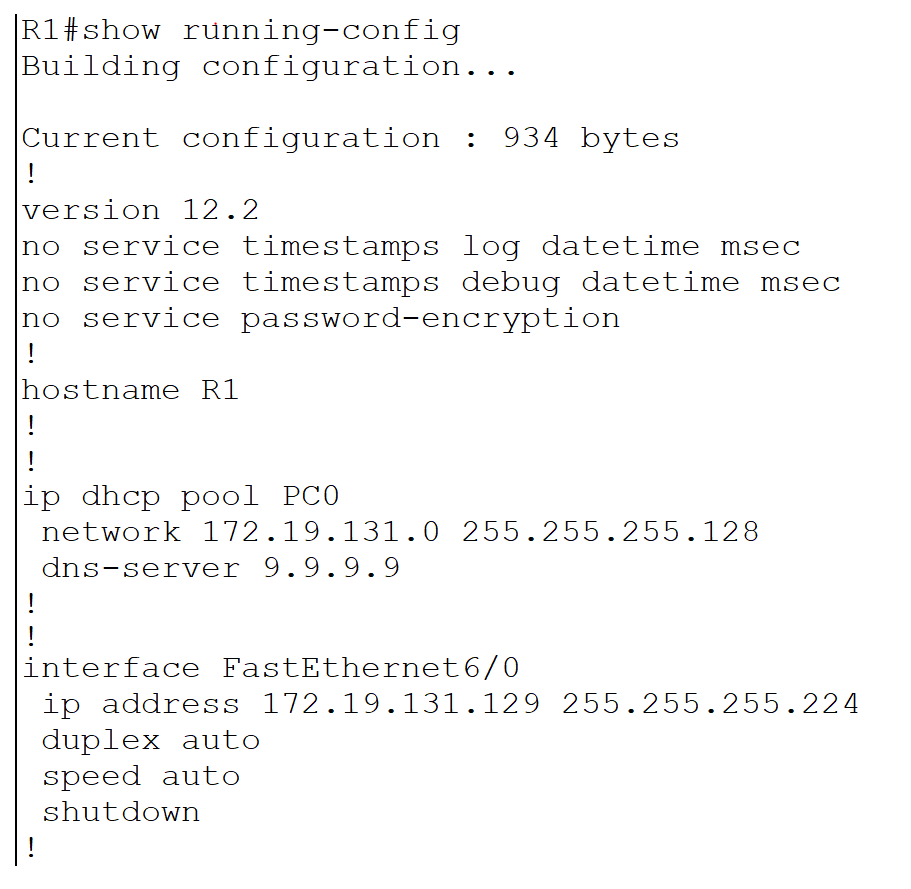 R1#show running-config
Building configuration...
Current configuration : 934 bytes
!
version 12.2
no service timestamps log datetime msec
no service timestamps debug datetime msec
no service password-encryption
!
hostname R1
!
!
ip dhcp pool PC0
 network 172.19.131.0 255.255.255.128
 dns-server 9.9.9.9
!
!
interface FastEthernet6/0
 ip address 172.19.131.129 255.255.255.224
 duplex auto
 speed auto
 shutdown
!